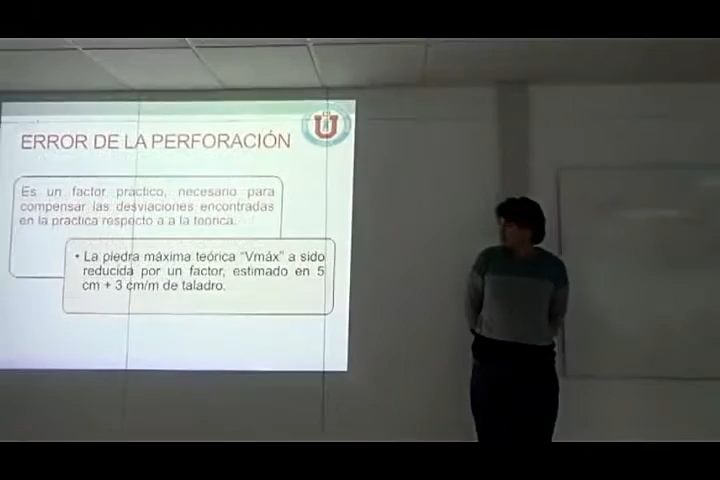 ERROR DE LA PERFORACIÓN
Es un factor practico, necesario para
compensar las desviaciones encontradas
en la practica respecto a a la teorica.
• La piedra máxima teórica "Vmáx" a sido
reducida por un factor, estimado en 5
cm + 3 cm/m de taladro.